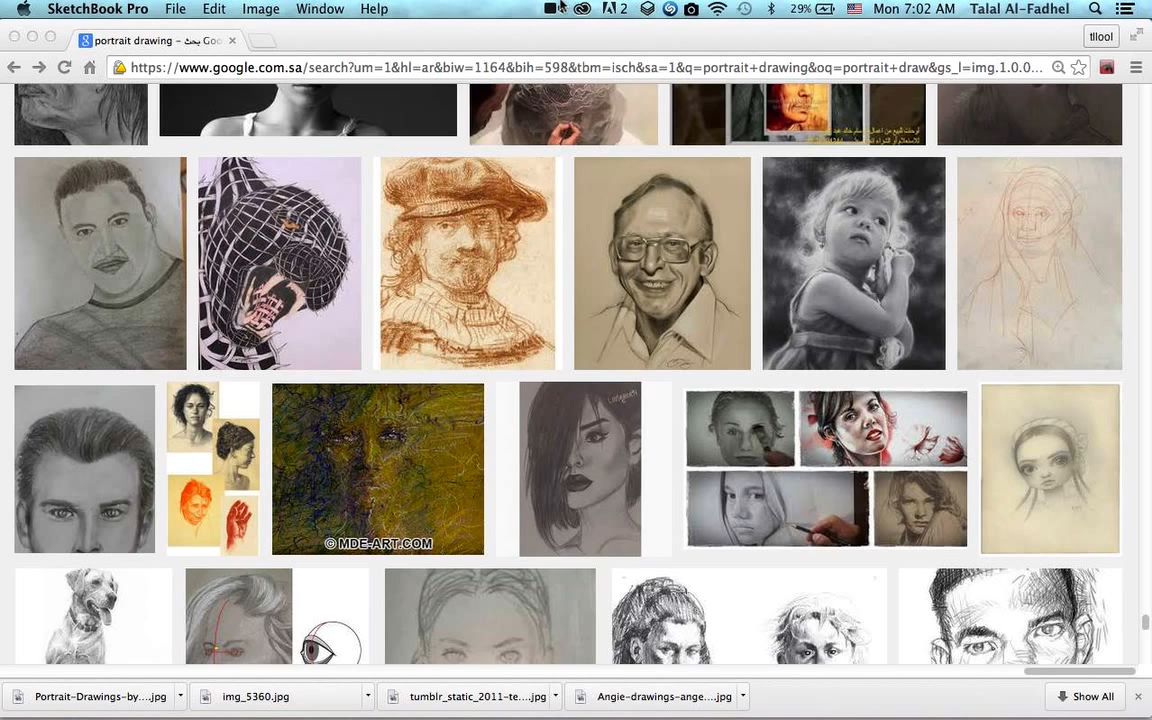 SketchBook Pro File Edit Image Window Help 2 29% Mon 7:02 AM Talal Al-Fadhel
portrait drawing – بحث Goo
tllool
https://www.google.com.sa/search?um=1&hl=ar&biw=1164&bih=598&tbm=isch&sa=1&q=portrait+drawing&oq=portrait+draw&gs_l=img.1.0.0...
© MDE-ART.COM
Portrait-Drawings-by....jpg
img_5360.jpg
tumblr_static_2011-te....jpg
Angie-drawings-ange....jpg
Show All